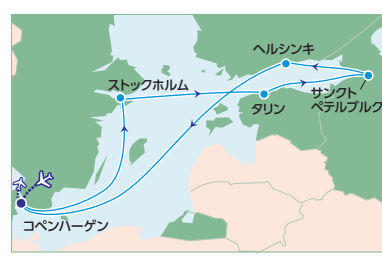 ヘルシンキ
ストックホルム
タリン
サンクト
ペテルブルク
コペンハーゲン